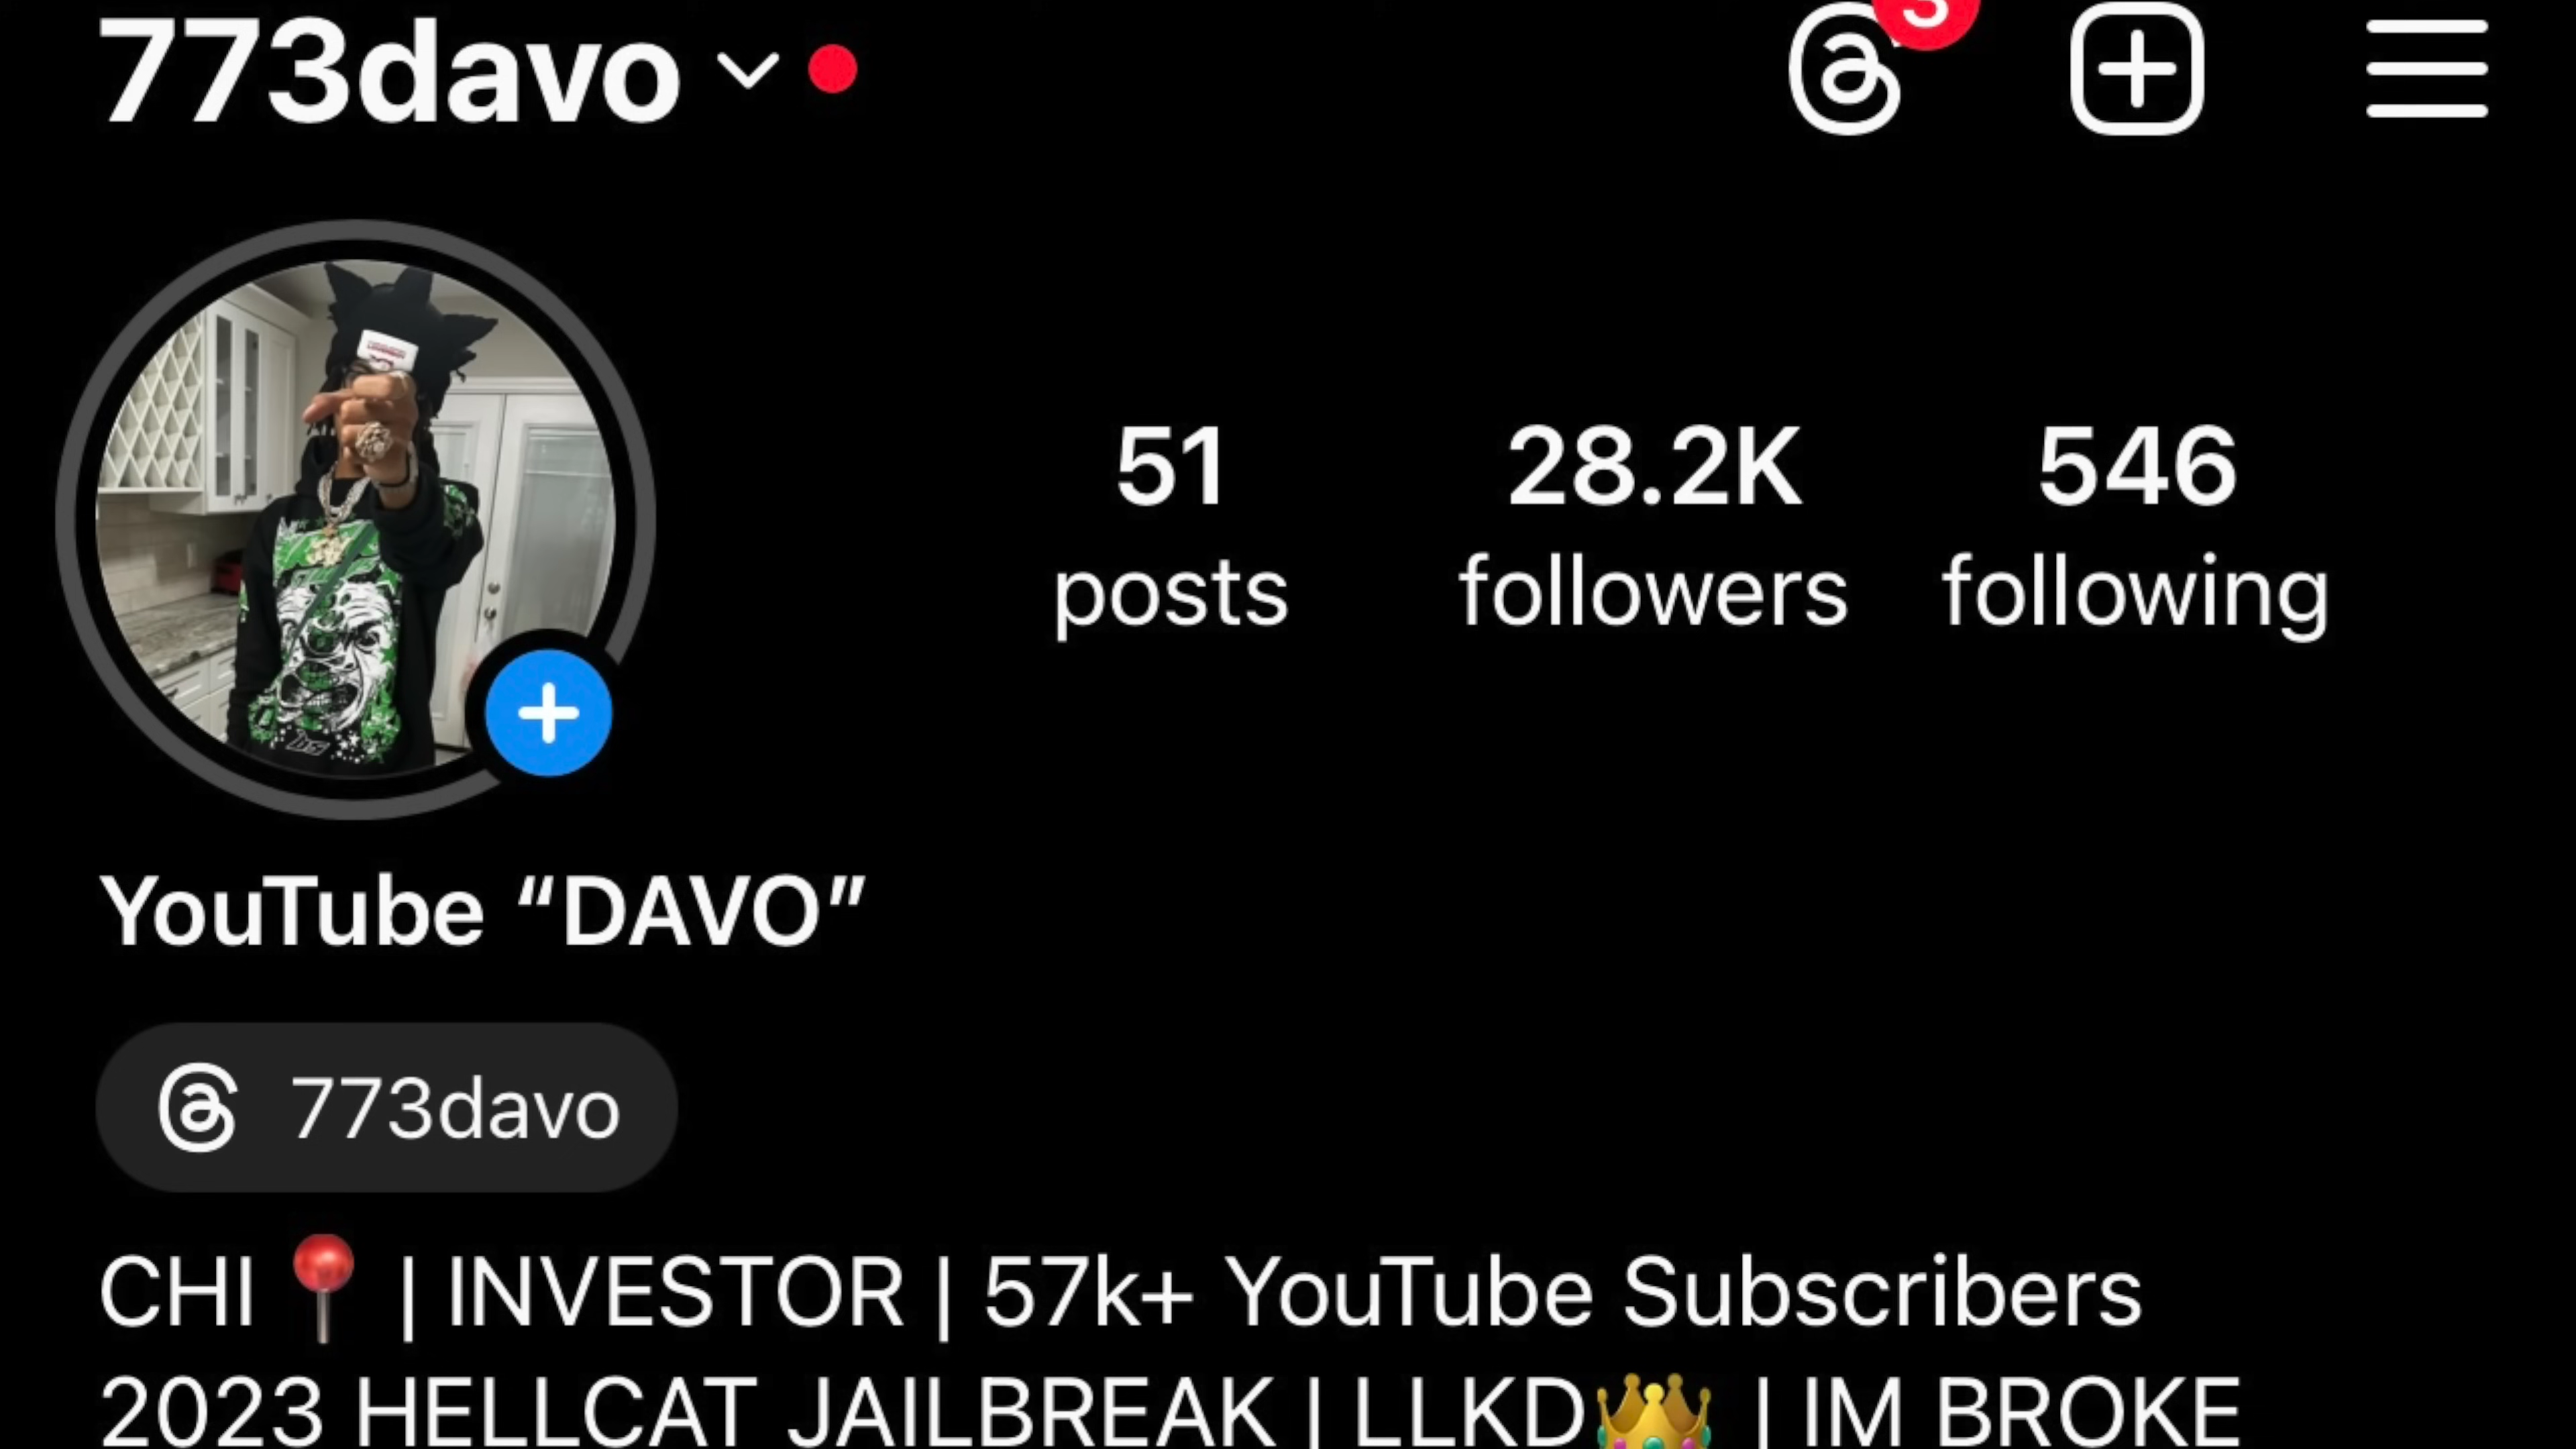 773davo
3
51 28.2K 546
posts followers following
YouTube “DAVO”
773davo
CHI 📍 | INVESTOR | 57k+ YouTube Subscribers
2023 HELLCAT JAILBREAK | LLKD👑 | IM BROKE